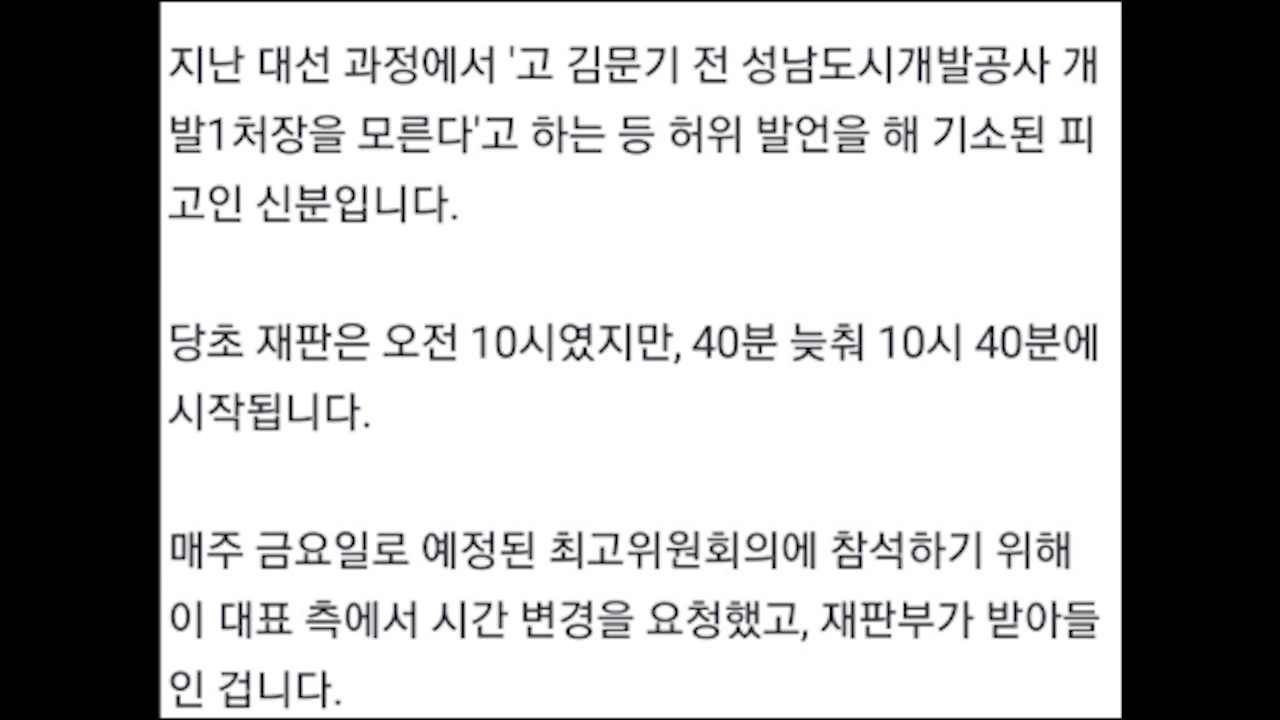 지난 대선 과정에서 '고 김문기 전 성남도시개발공사 개
발1처장을 모른다'고 하는 등 허위 발언을 해 기소된 피
고인 신분입니다.
당초 재판은 오전 10시였지만, 40분 늦춰 10시 40분에
시작됩니다.
매주 금요일로 예정된 최고위원회의에 참석하기 위해
이 대표 측에서 시간 변경을 요청했고, 재판부가 받아들
인 겁니다.